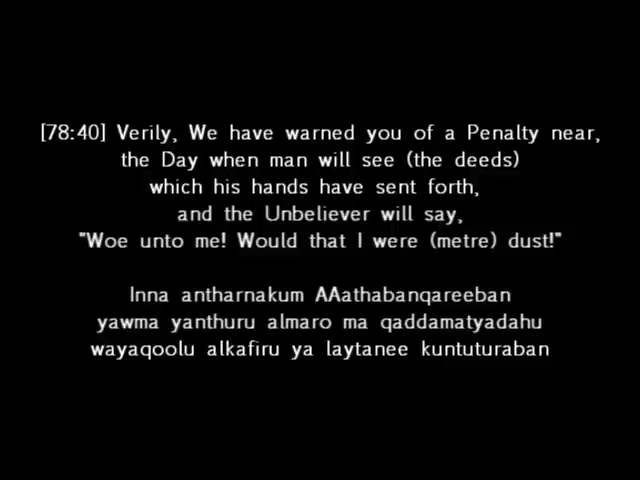 [78:40] Verily, We have warned you of a Penalty near,
the Day when man will see (the deeds)
which his hands have sent forth,
and the Unbeliever will say,
"Woe unto me! Would that I were (metre) dust!"
Inna antharnakum AAathabanqareeban
yawma yanthuru almaro ma qaddamatyadahu
wayaqoolu alkafiru ya laytanee kuntuturaban